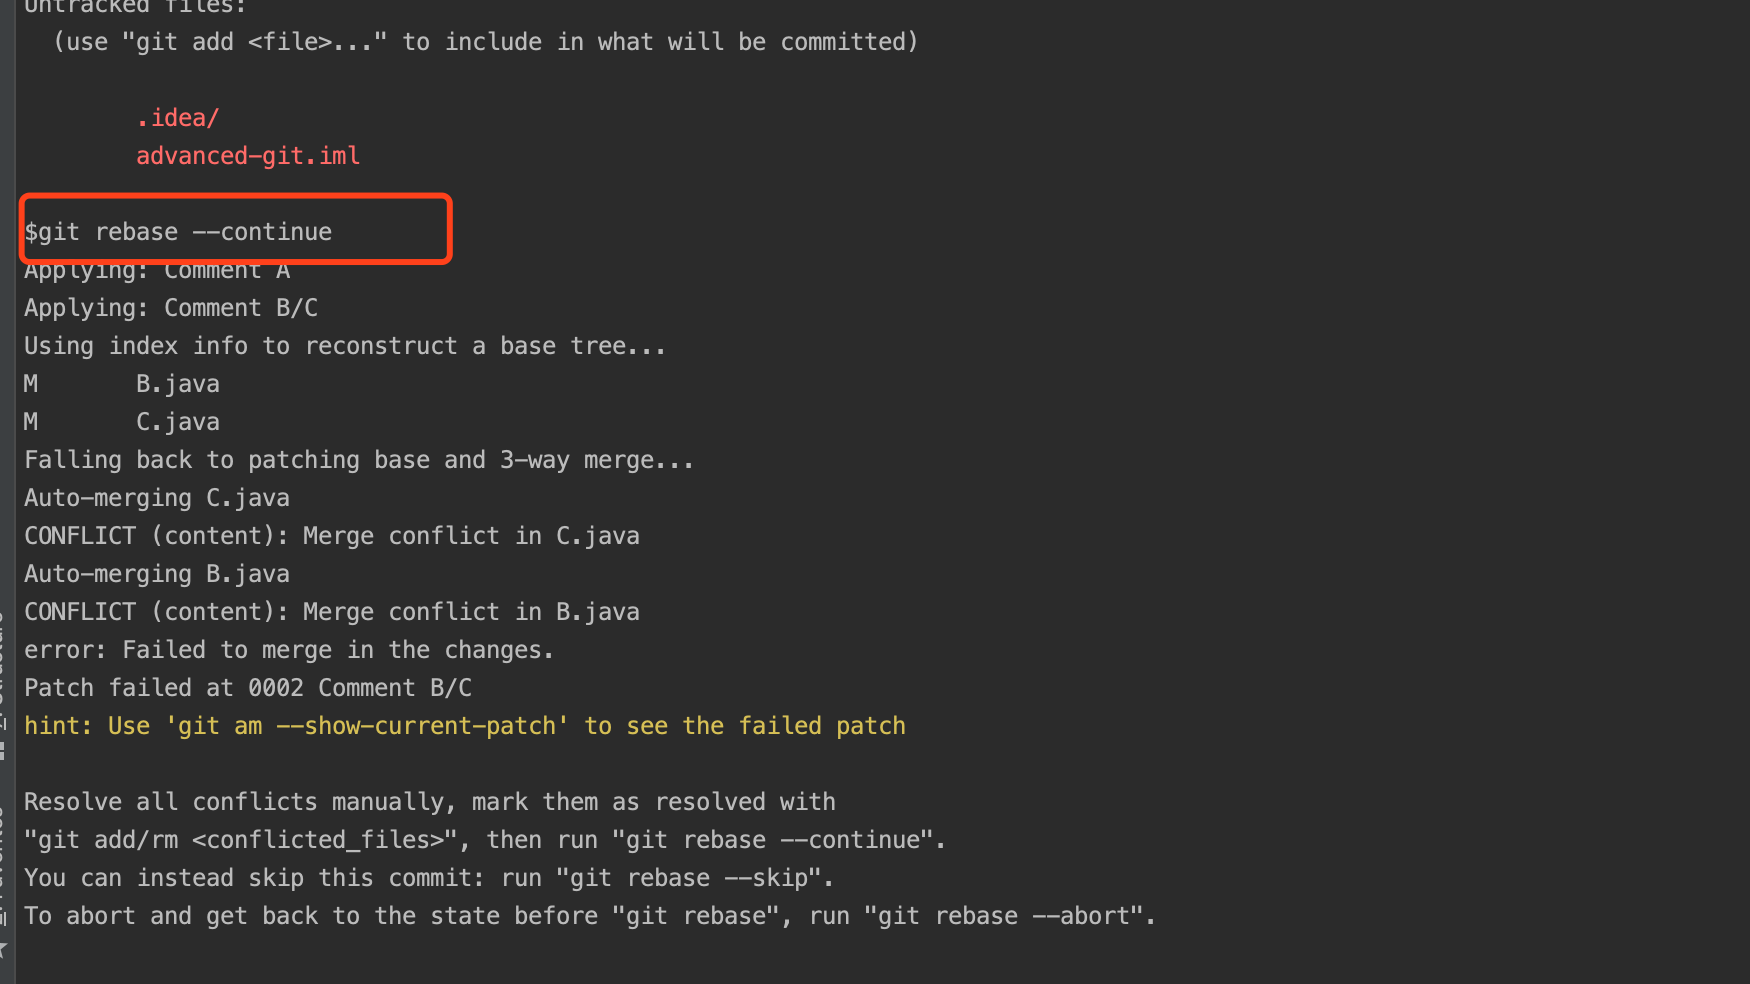 Untracked files:
(use "git add <file>..." to include in what will be committed)
.idea/
advanced-git.iml
$git rebase --continue
Applying: Comment A
Applying: Comment B/C
Using index info to reconstruct a base tree...
M B.java
M C.java
Falling back to patching base and 3-way merge...
Auto-merging C.java
CONFLICT (content): Merge conflict in C.java
Auto-merging B.java
CONFLICT (content): Merge conflict in B.java
error: Failed to merge in the changes.
Patch failed at 0002 Comment B/C
hint: Use 'git am --show-current-patch' to see the failed patch
Resolve all conflicts manually, mark them as resolved with
"git add/rm <conflicted_files>", then run "git rebase --continue".
You can instead skip this commit: run "git rebase --skip".
To abort and get back to the state before "git rebase", run "git rebase --abort".